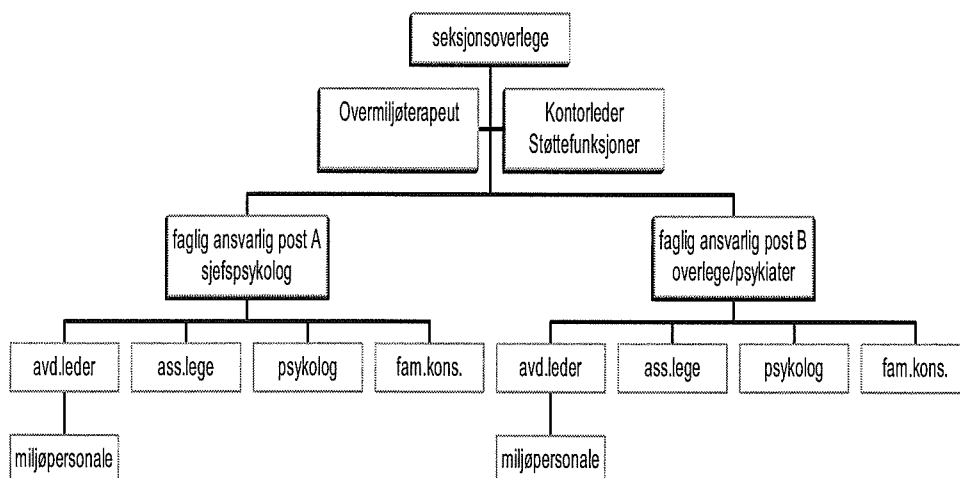 seksjonsoverlege
Overmiljøterapeut
Kontorleder
Støttefunksjoner
faglig ansvarlig post A
sjefspsykolog
faglig ansvarlig post B
overlege/psykiater
avd.leder
ass.lege
psykolog
fam.kons.
avd.leder
ass.lege
psykolog
fam.kons.
miljøpersonale
miljøpersonale